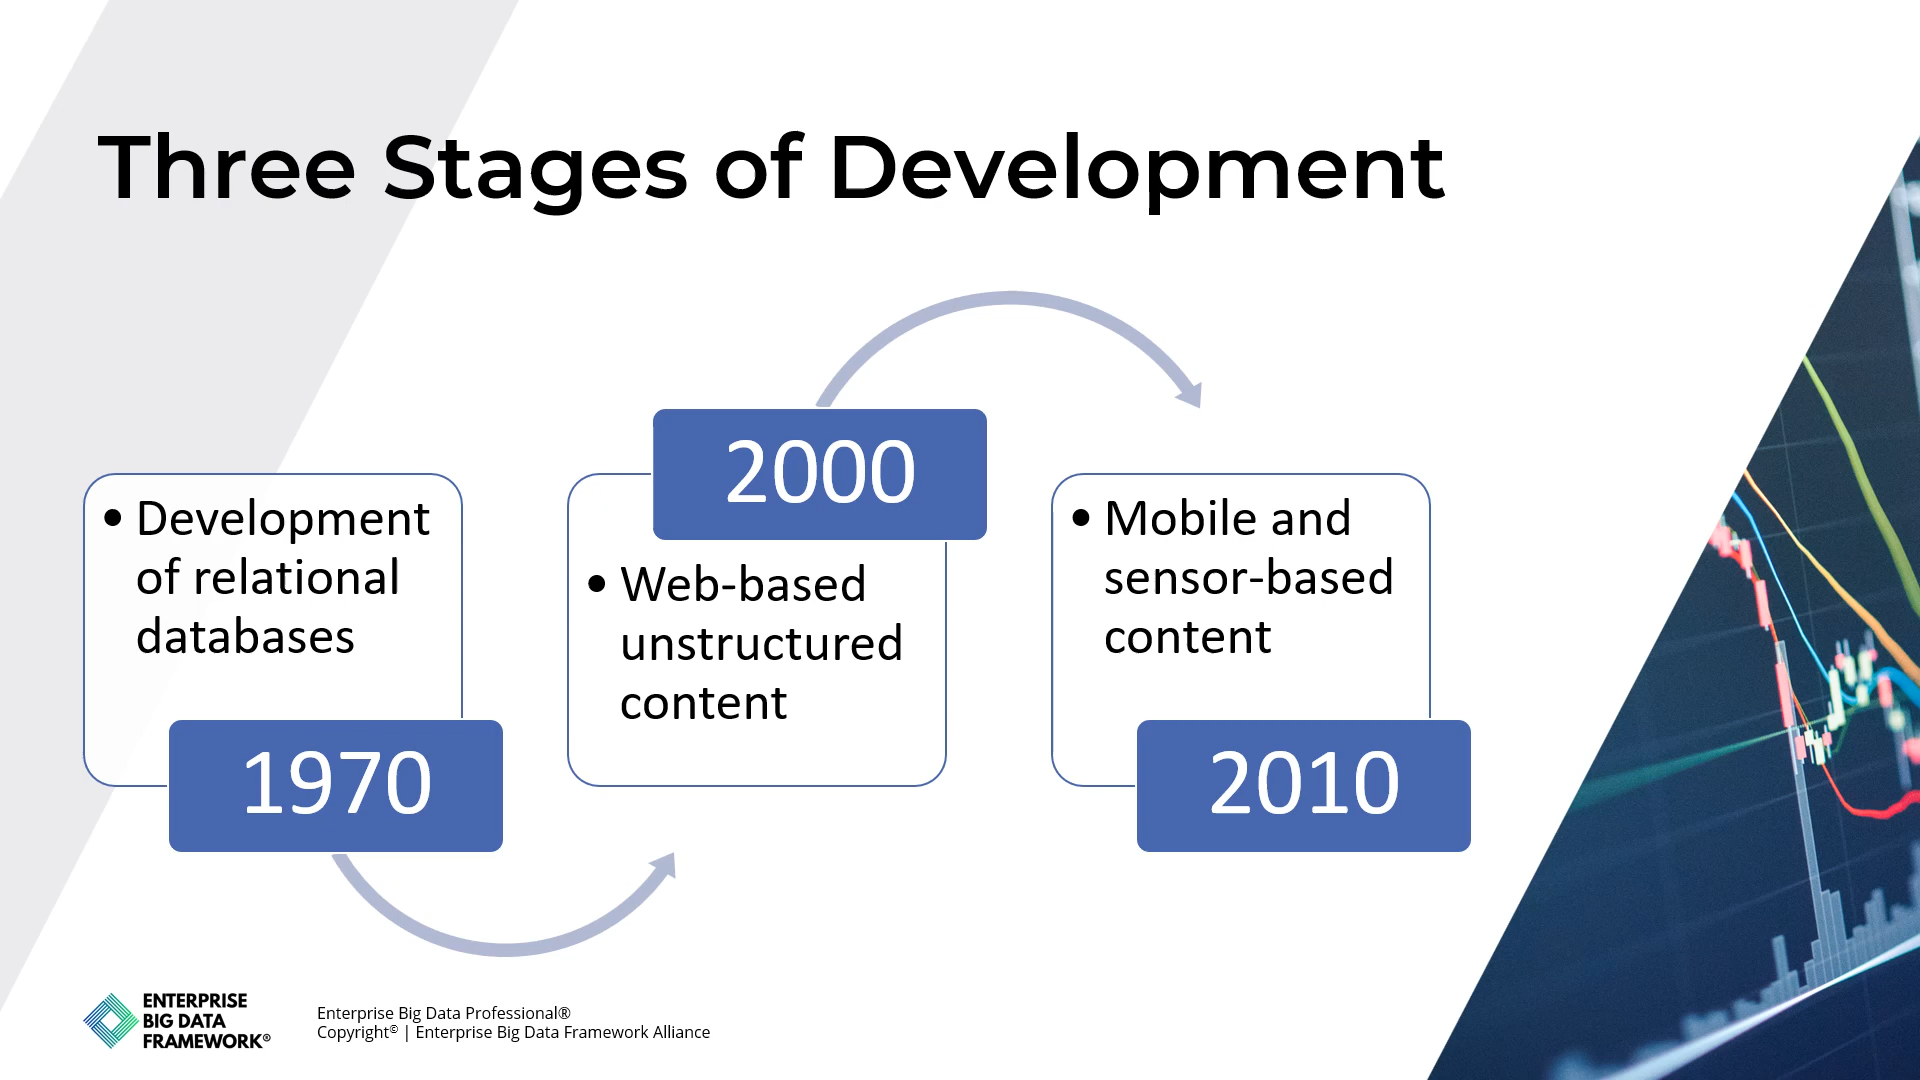 Three Stages of Development
• Development
of relational
databases
1970
2000
• Web-based
unstructured
content
• Mobile and
sensor-based
content
2010
ENTERPRISE
BIG DATA
FRAMEWORK®
Enterprise Big Data Professional®
Copyright© | Enterprise Big Data Framework Alliance